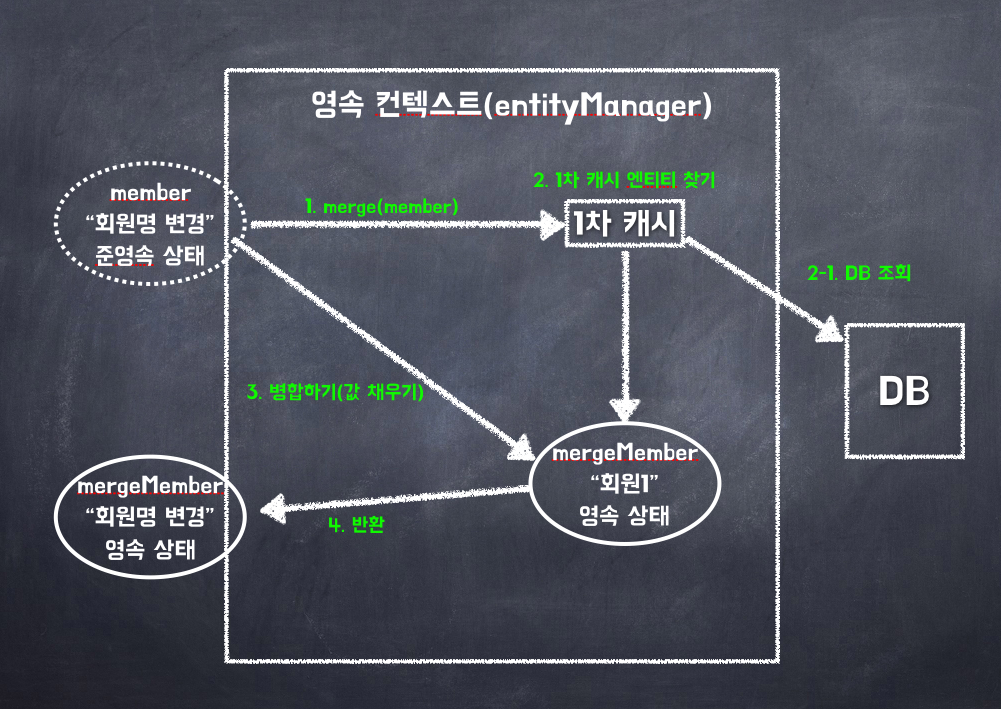 영속 컨텍스트(entityManager)
2. 1차 캐시 엔티티 찾기
member
“회원명 변경”
준영속 상태
1. merge(member)
1차 캐시
2-1. DB 조회
DB
3. 병합하기(값 채우기)
mergeMember
“회원1”
영속 상태
mergeMember
“회원명 변경”
영속 상태
4. 반환